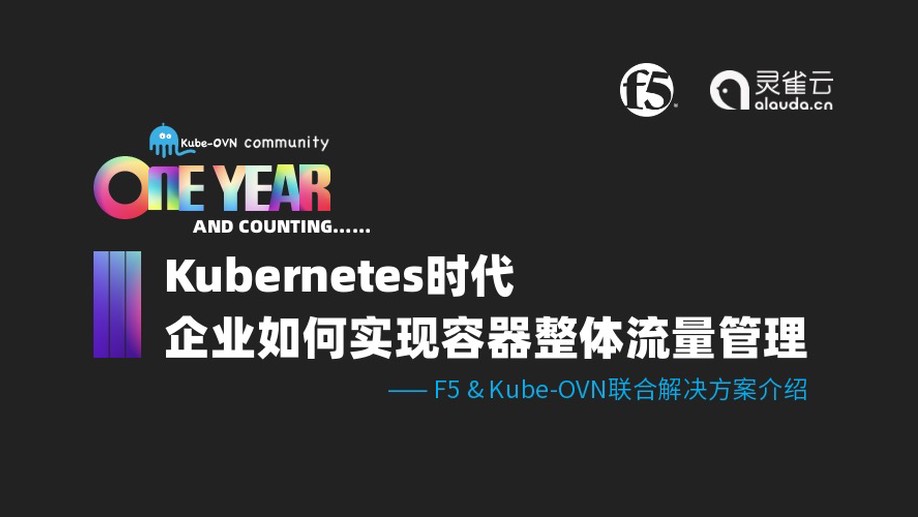 f5
灵雀云
alauda.cn
Kube-OVN community
ONE YEAR
AND COUNTING......
Kubernetes时代
企业如何实现容器整体流量管理
—— F5 & Kube-OVN联合解决方案介绍